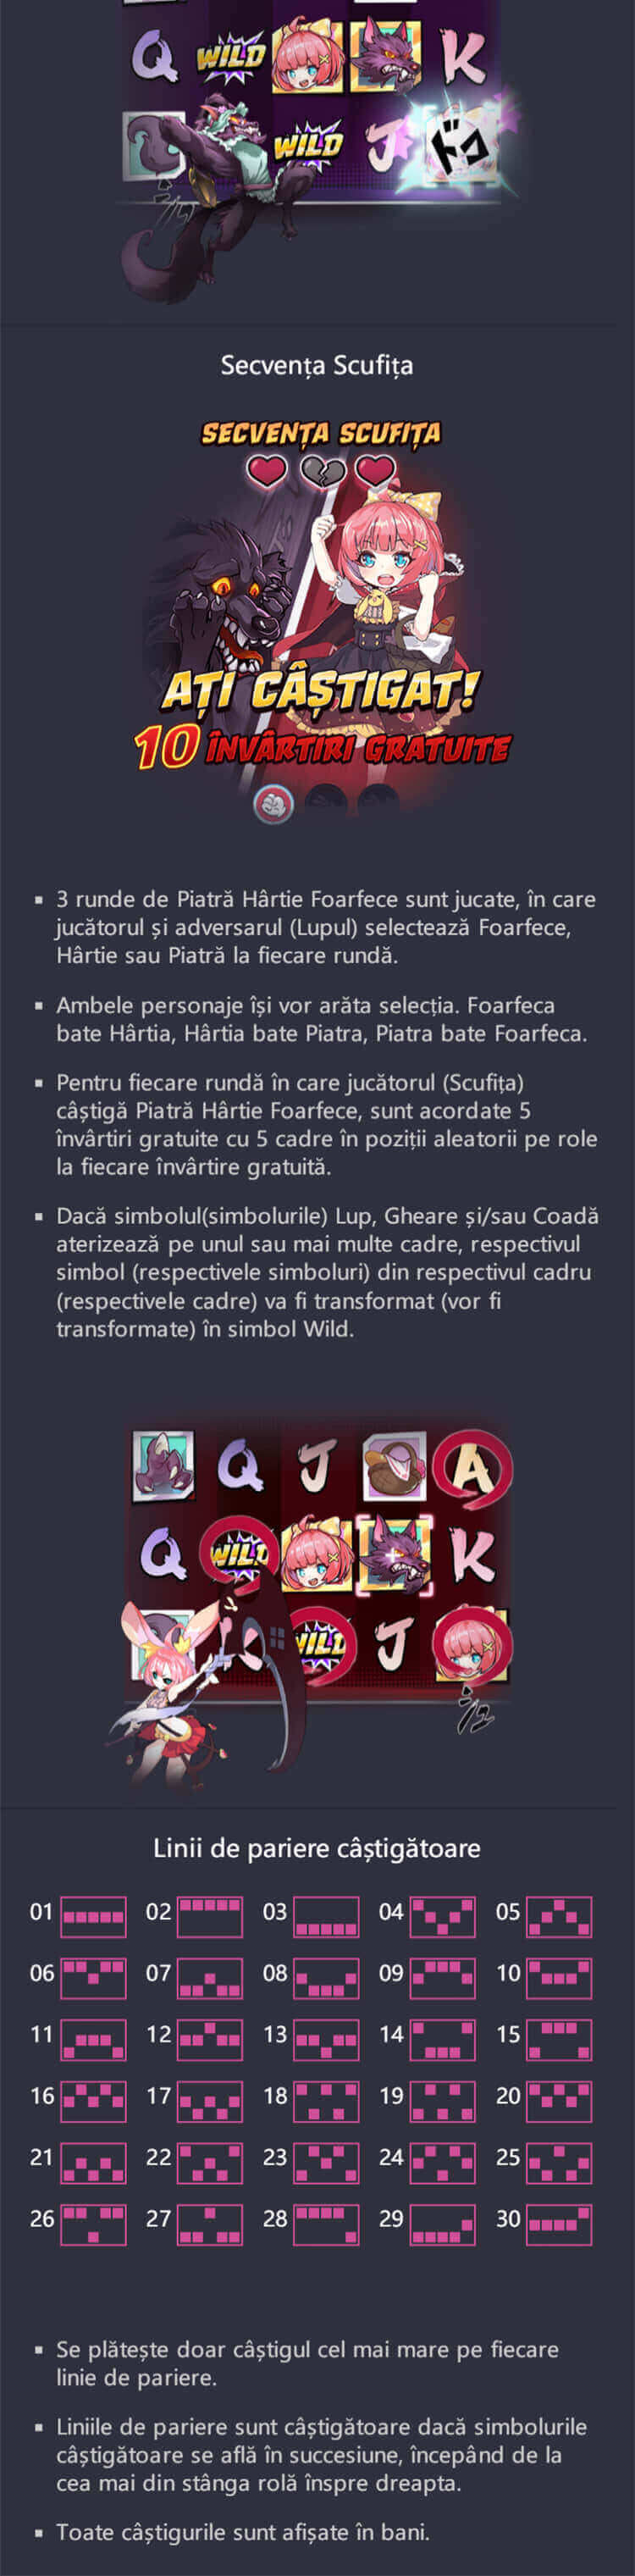 Q WILD K
WILD J ドコ
Secvența Scufița
SECVENȚA SCUFIȚA
AȚI CÂȘTIGAT!
10 ÎNVÂRTIRI GRATUITE
▪ 3 runde de Piatră Hârtie Foarfece sunt jucate, în care
jucătorul și adversarul (Lupul) selectează Foarfece,
Hârtie sau Piatră la fiecare rundă.
▪ Ambele personaje își vor arăta selecția. Foarfeca
bate Hârtia, Hârtia bate Piatra, Piatra bate Foarfeca.
▪ Pentru fiecare rundă în care jucătorul (Scufița)
câștigă Piatră Hârtie Foarfece, sunt acordate 5
învârtiri gratuite cu 5 cadre în poziții aleatorii pe role
la fiecare învârtire gratuită.
▪ Dacă simbolul(simbolurile) Lup, Gheare și/sau Coadă
aterizează pe unul sau mai multe cadre, respectivul
simbol (respectivele simboluri) din respectivul cadru
(respectivele cadre) va fi transformat (vor fi
transformate) în simbol Wild.
Q J A
Q WILD K
WILD J
Linii de pariere câștigătoare
01 02 03 04 05
06 07 08 09 10
11 12 13 14 15
16 17 18 19 20
21 22 23 24 25
26 27 28 29 30
▪ Se plătește doar câștigul cel mai mare pe fiecare
linie de pariere.
▪ Liniile de pariere sunt câștigătoare dacă simbolurile
câștigătoare se află în succesiune, începând de la
cea mai din stânga rolă înspre dreapta.
▪ Toate câștigurile sunt afișate în bani.